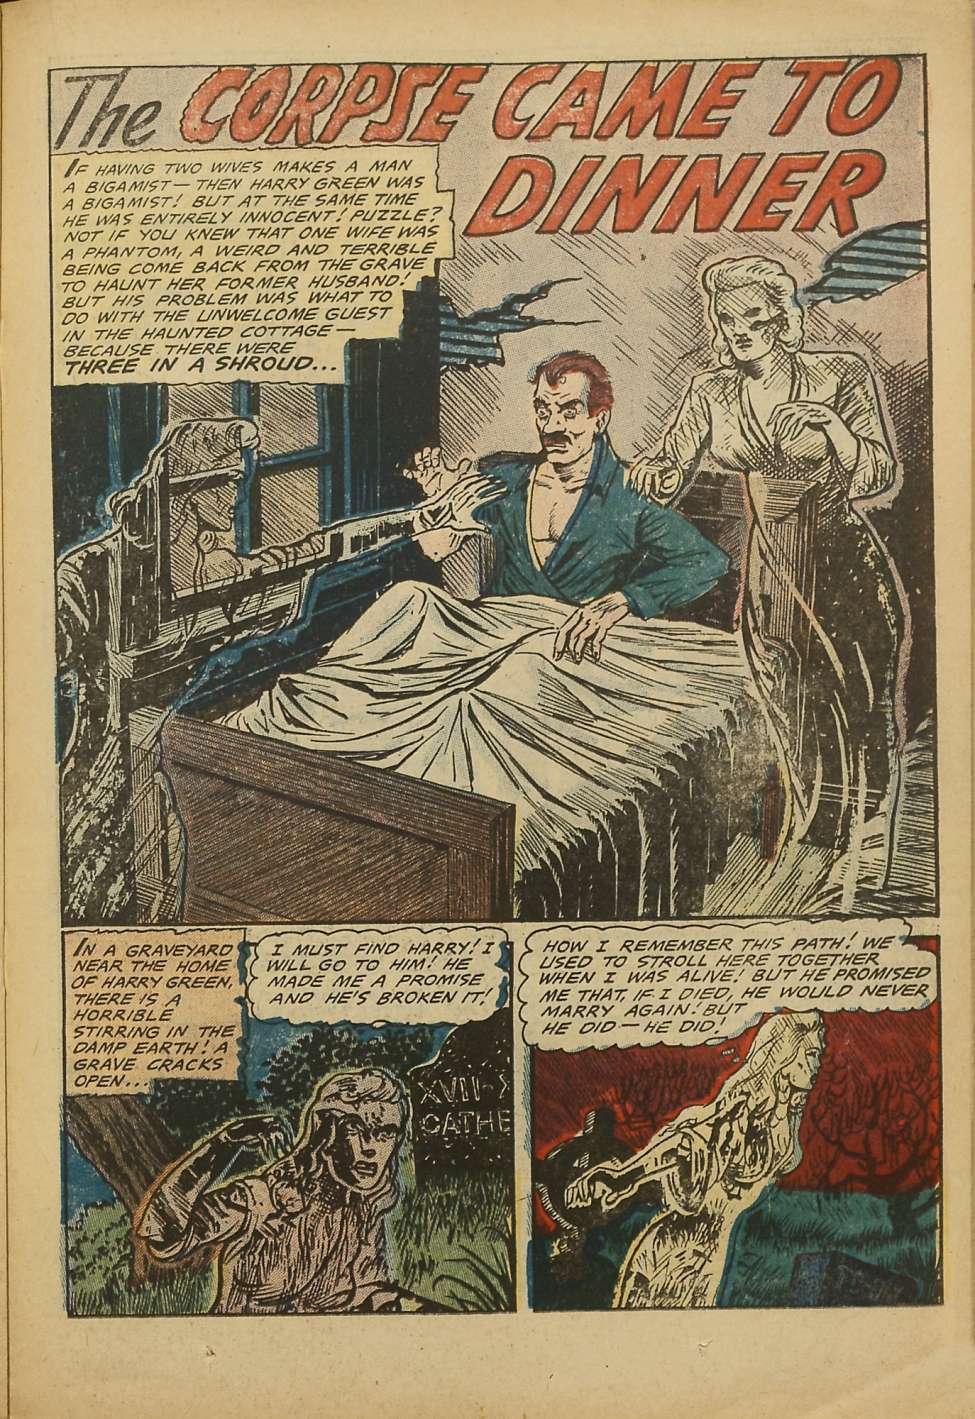 The CORPSE CAME TO
DINNER
IF HAVING TWO WIVES MAKES A MAN
A BIGAMIST— THEN HARRY GREEN WAS
A BIGAMIST! BUT AT THE SAME TIME
HE WAS ENTIRELY INNOCENT! PUZZLE?
NOT IF YOU KNEW THAT ONE WIFE WAS
A PHANTOM, A WEIRD AND TERRIBLE
BEING COME BACK FROM THE GRAVE
TO HAUNT HER FORMER HUSBAND!
BUT HIS PROBLEM WAS WHAT TO
DO WITH THE UNWELCOME GUEST
IN THE HAUNTED COTTAGE—
BECAUSE THERE WERE
THREE IN A SHROUD...
IN A GRAVEYARD
NEAR THE HOME
OF HARRY GREEN,
THERE IS A
HORRIBLE
STIRRING IN THE
DAMP EARTH! A
GRAVE CRACKS
OPEN...
I MUST FIND HARRY! I
WILL GO TO HIM! HE
MADE ME A PROMISE
AND HE'S BROKEN IT!
XVII
CATHE
HOW I REMEMBER THIS PATH! WE
USED TO STROLL HERE TOGETHER
WHEN I WAS ALIVE! BUT HE PROMISED
ME THAT, IF I DIED, HE WOULD NEVER
MARRY AGAIN! BUT
HE DID—HE DID!